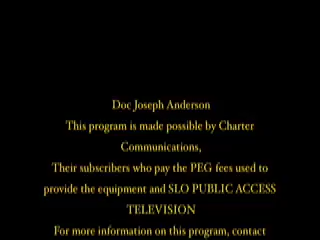 Doc Joseph Anderson
This program is made possible by Charter
Communications,
Their subscribers who pay the PEG fees used to
provide the equipment and SLO PUBLIC ACCESS
TELEVISION
For more information on this program, contact